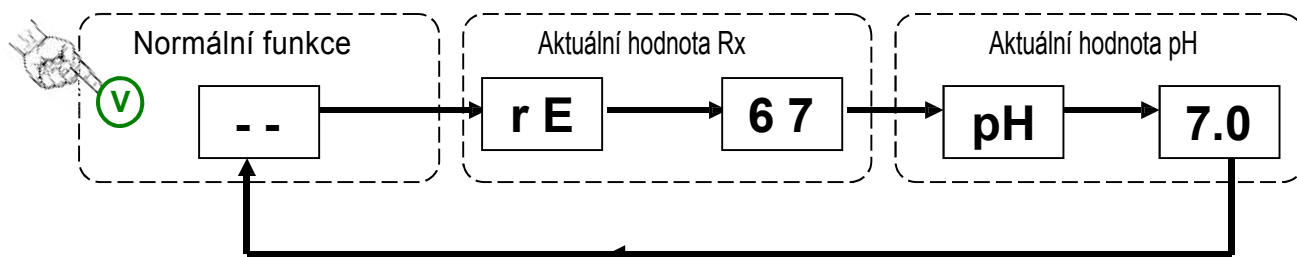 Normální funkce
Aktuální hodnota Rx
Aktuální hodnota pH
V
- -
r E
6 7
pH
7.0